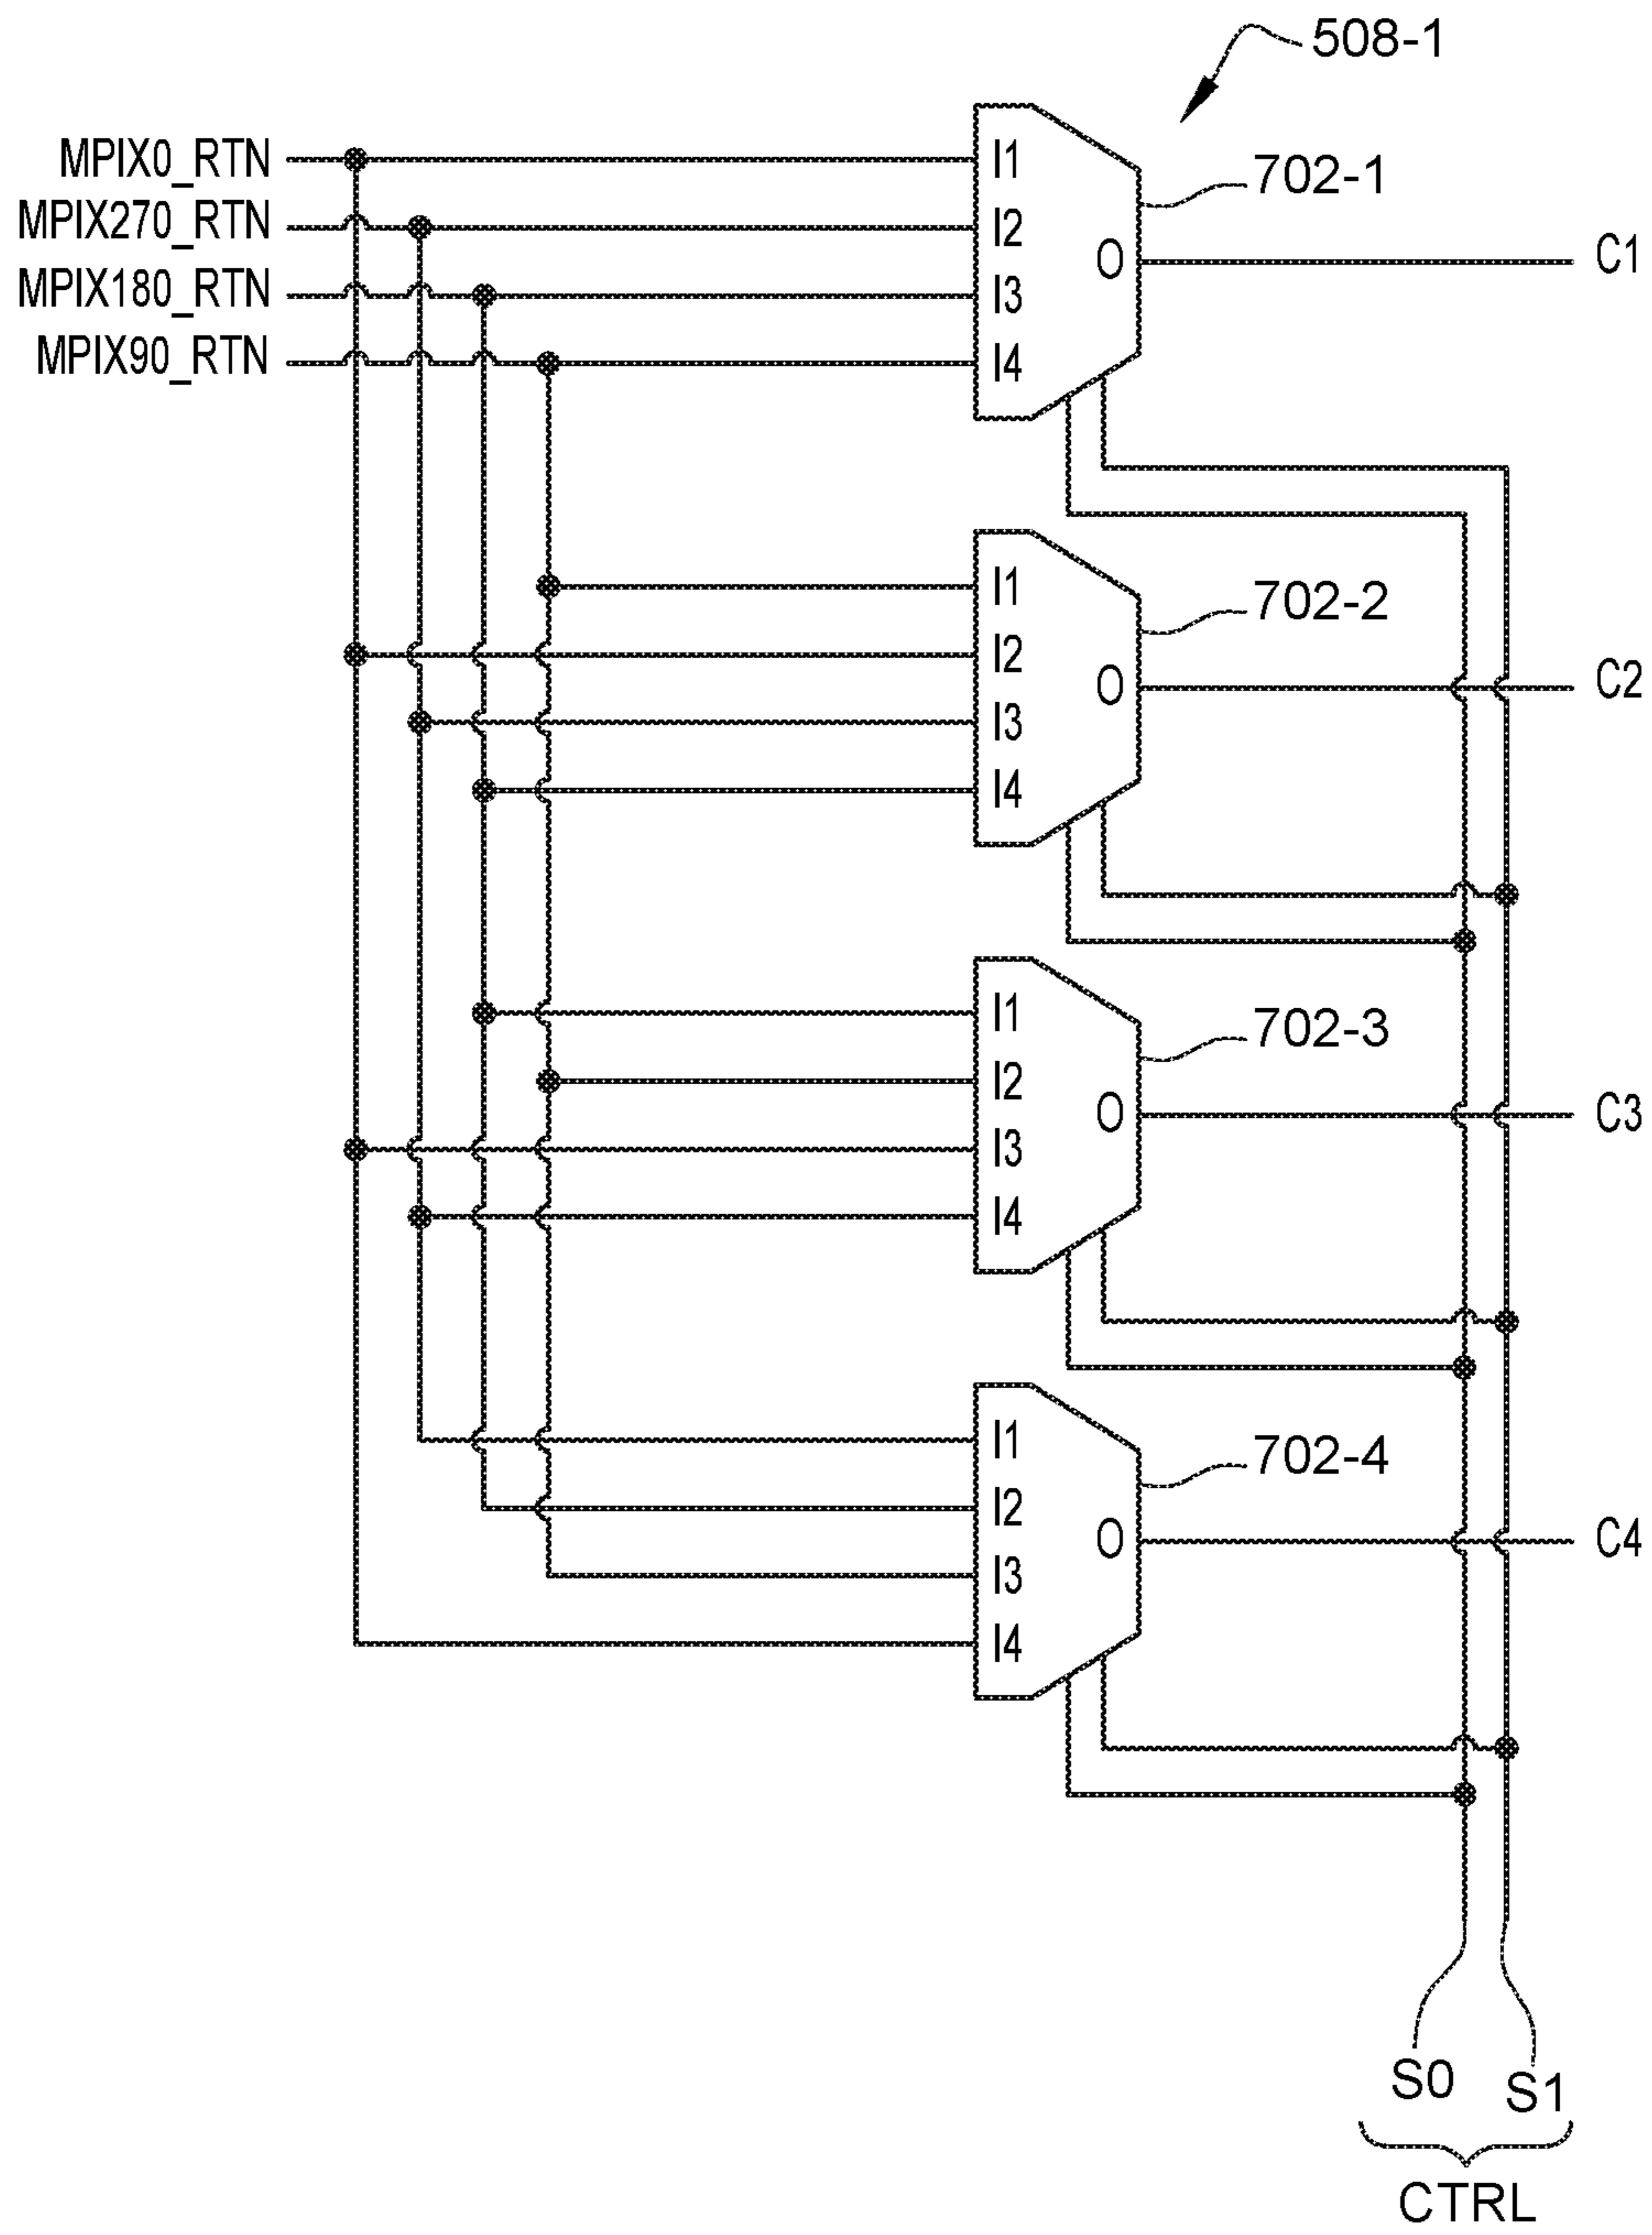 508-1
MPIX0_RTN
MPIX270_RTN
MPIX180_RTN
MPIX90_RTN
I1
I2
I3
I4
O
702-1
C1
I1
I2
I3
I4
O
702-2
C2
I1
I2
I3
I4
O
702-3
C3
I1
I2
I3
I4
O
702-4
C4
S0
S1
CTRL